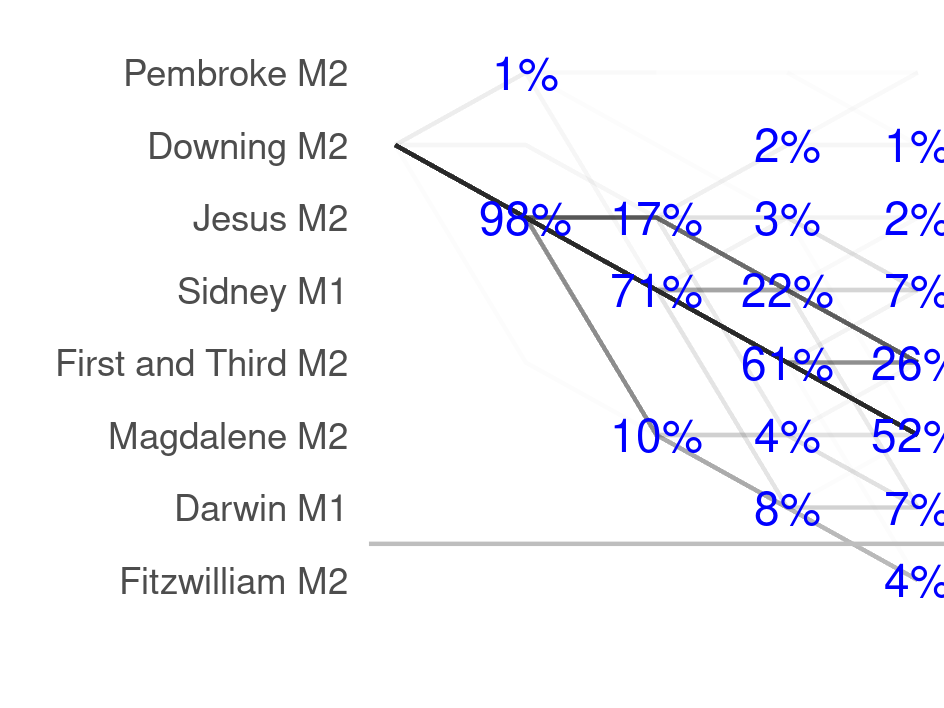 Pembroke M2 1%
Downing M2 2% 1%
Jesus M2 98% 17% 3% 2%
Sidney M1 71% 22% 7%
First and Third M2 61% 26%
Magdalene M2 10% 4% 52%
Darwin M1 8% 7%
Fitzwilliam M2 4%